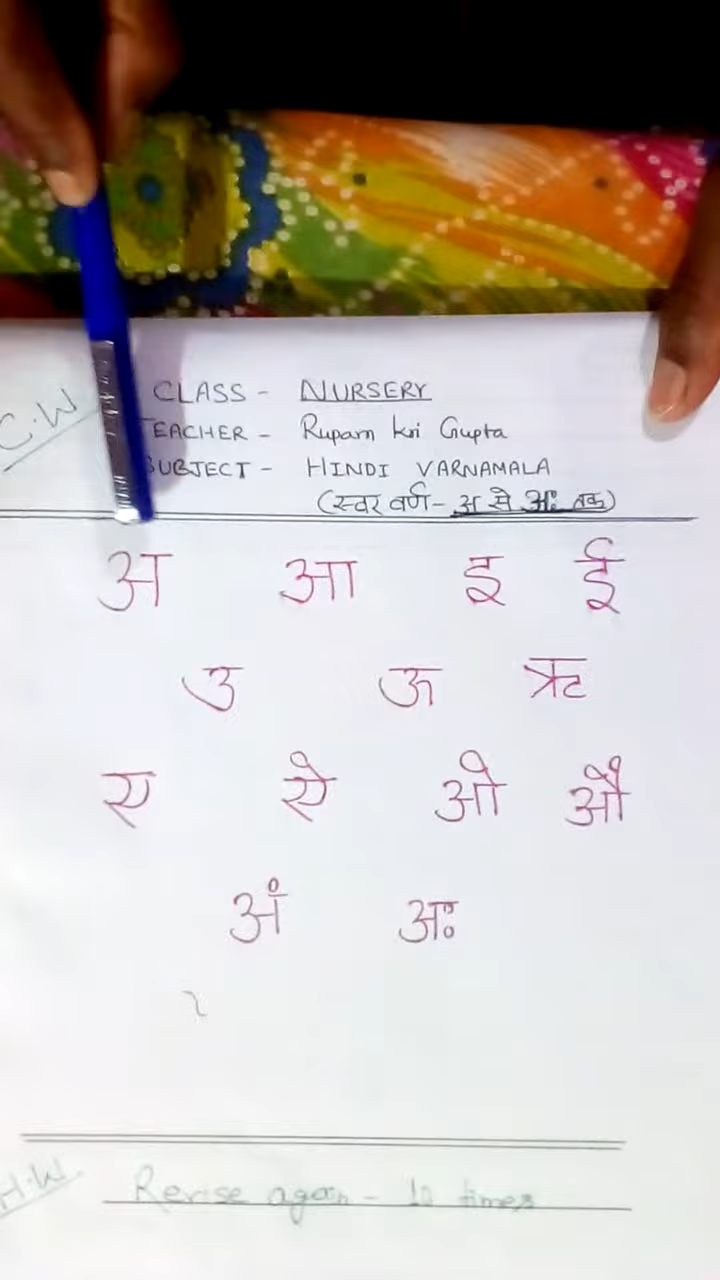 C.W
CLASS - NURSERY
TEACHER - Rupam kri Gupta
SUBJECT - HINDI VARNAMALA
(स्वर वर्ण - अ से अः तक)
अ आ इ ई
उ ऊ ऋ
ए ऐ ओ औ
अं अः
H.W.
Revise again - 10 times